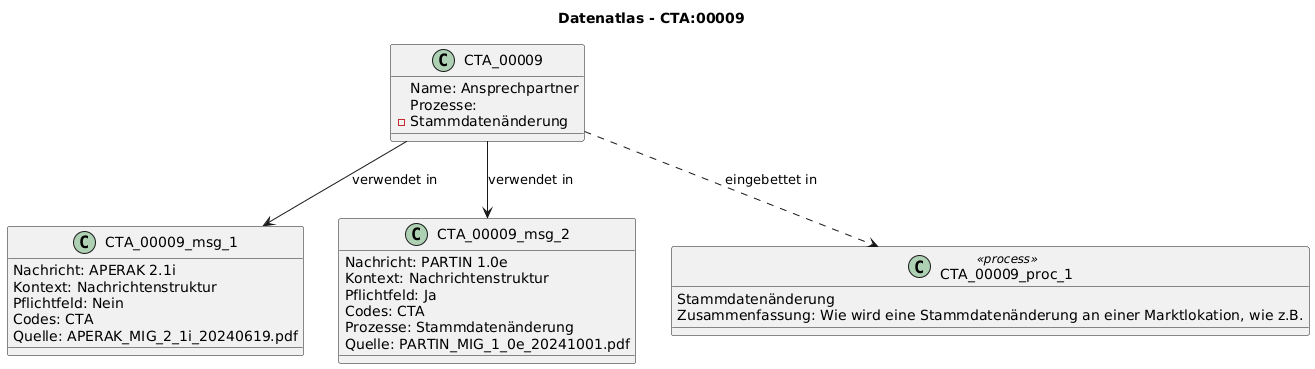 Datenatlas - CTA:00009
C CTA_00009
Name: Ansprechpartner
Prozesse:
Stammdatenänderung
verwendet in
verwendet in
eingebettet in
C CTA_00009_msg_1
Nachricht: APERAK 2.1i
Kontext: Nachrichtenstruktur
Pflichtfeld: Nein
Codes: CTA
Quelle: APERAK_MIG_2_1i_20240619.pdf
C CTA_00009_msg_2
Nachricht: PARTIN 1.0e
Kontext: Nachrichtenstruktur
Pflichtfeld: Ja
Codes: CTA
Prozesse: Stammdatenänderung
Quelle: PARTIN_MIG_1_0e_20241001.pdf
«process»
C CTA_00009_proc_1
Stammdatenänderung
Zusammenfassung: Wie wird eine Stammdatenänderung an einer Marktlokation, wie z.B.